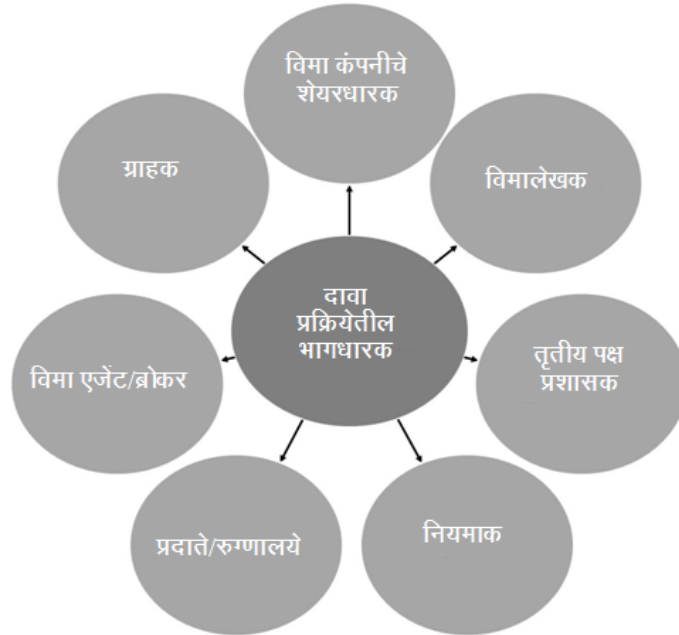 विमा कंपनीचे
शेयरधारक
ग्राहक
विमालेखक
दावा
प्रक्रियेतील
भागधारक
विमा एजेंट/ब्रोकर
तृतीय पक्ष
प्रशासक
प्रदाते/रुग्णालये
नियमाक